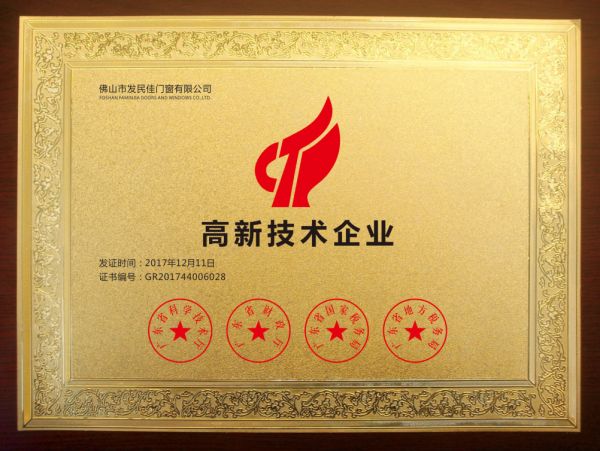 佛山市发民佳门窗有限公司
FOSHAN FAMINJIA DOORS AND WINDOWS CO.,LTD.
高新技术企业
发证时间：2017年12月11日
证书编号：GR201744006028
广东省科学技术厅
广东省财政厅
广东省国家税务局
广东省地方税务局